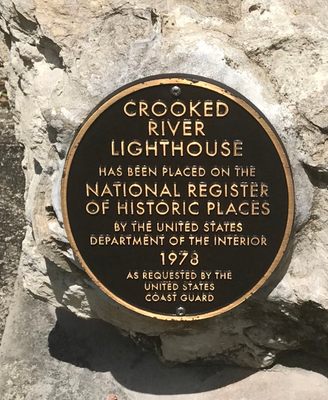 CROOKED
RIVER
LIGHTHOUSE
HAS BEEN PLACED ON THE
NATIONAL REGISTER
OF HISTORIC PLACES
BY THE UNITED STATES
DEPARTMENT OF THE INTERIOR
1978
AS REQUESTED BY THE
UNITED STATES
COAST GUARD